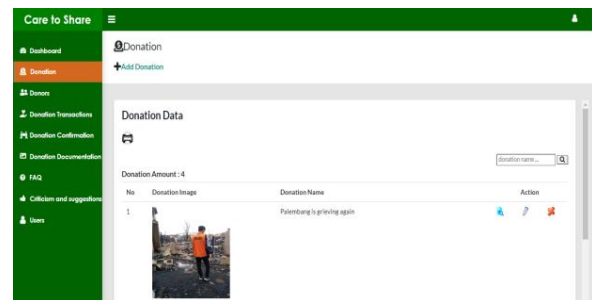 Care to Share
Dashboard
Donation
Donors
Donation Transactions
Donation Confirmation
Donation Documentation
FAQ
Criticism and suggestions
Users
Donation
+Add Donation
Donation Data
donation name...
Donation Amount : 4
No Donation Image Donation Name Action
1 Palembang is grieving again